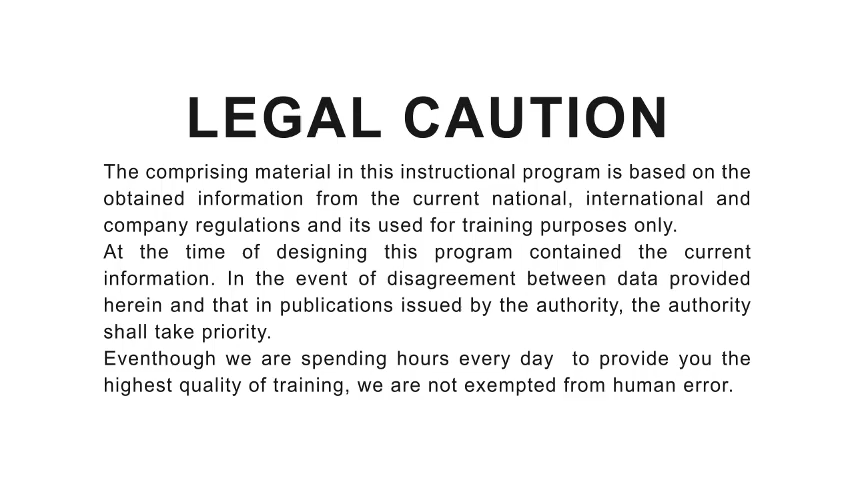 LEGAL CAUTION
The comprising material in this instructional program is based on the
obtained information from the current national, international and
company regulations and its used for training purposes only.
At the time of designing this program contained the current
information. In the event of disagreement between data provided
herein and that in publications issued by the authority, the authority
shall take priority.
Eventhough we are spending hours every day  to provide you the
highest quality of training, we are not exempted from human error.